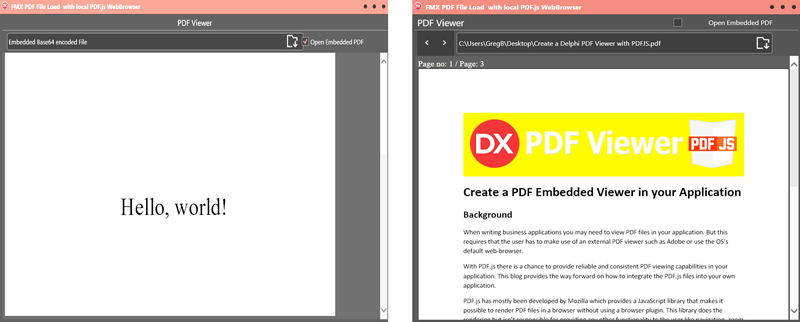 FMX PDF File Load with local PDF.js WebBrowser
PDF Viewer
Embedded Base64 encoded File
Open Embedded PDF
Hello, world!
FMX PDF File Load with local PDF.js WebBrowser
PDF Viewer
Open Embedded PDF
C:\Users\GregB\Desktop\Create a Delphi PDF Viewer with PDFJS.pdf
Page no: 1 / Page: 3
DX PDF Viewer PDF JS
Create a PDF Embedded Viewer in your Application
Background
When writing business applications you may need to view PDF files in your application. But this
requires that the user has to make use of an external PDF viewer such as Adobe or use the OS's
default web-browser.
With PDF.js there is a chance to provide reliable and consistent PDF viewing capabilities in your
application. This blog provides the way forward on how to integrate the PDF.js files into your own
application.
PDF.js has mostly been developed by Mozilla which provides a JavaScript library that makes it
possible to render PDF files in a browser without using a browser plugin. This library does the